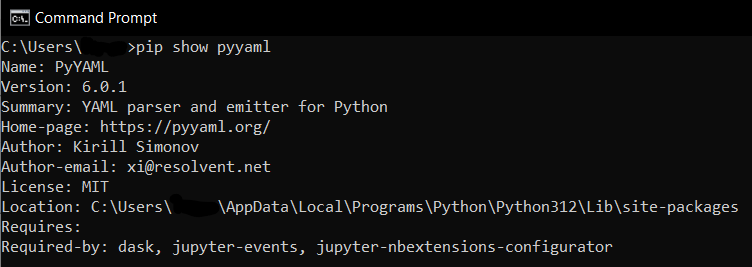 Command Prompt
C:\Users\ >pip show pyyaml
Name: PyYAML
Version: 6.0.1
Summary: YAML parser and emitter for Python
Home-page: https://pyyaml.org/
Author: Kirill Simonov
Author-email: xi@resolvent.net
License: MIT
Location: C:\Users\ \AppData\Local\Programs\Python\Python312\Lib\site-packages
Requires:
Required-by: dask, jupyter-events, jupyter-nbextensions-configurator